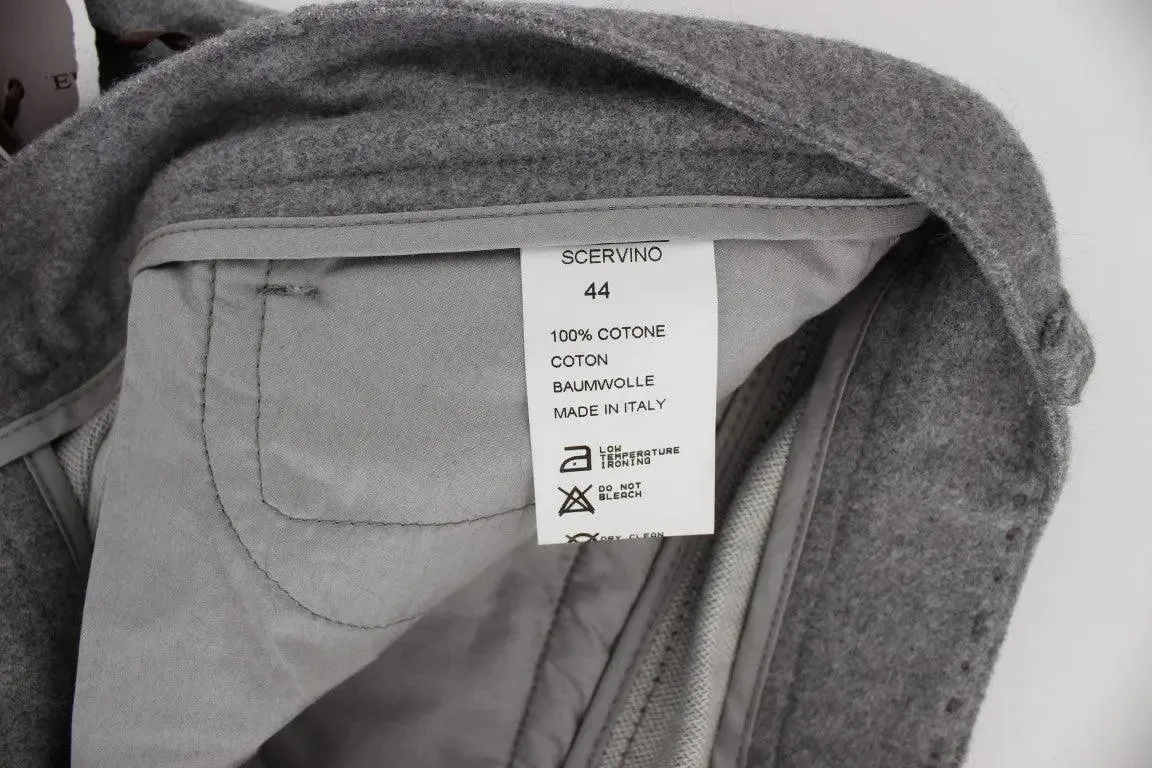 SCERVINO
44
100% COTONE
COTON
BAUMWOLLE
MADE IN ITALY
LOW
TEMPERATURE
IRONING
DO NOT
BLEACH
DRY CLEAN